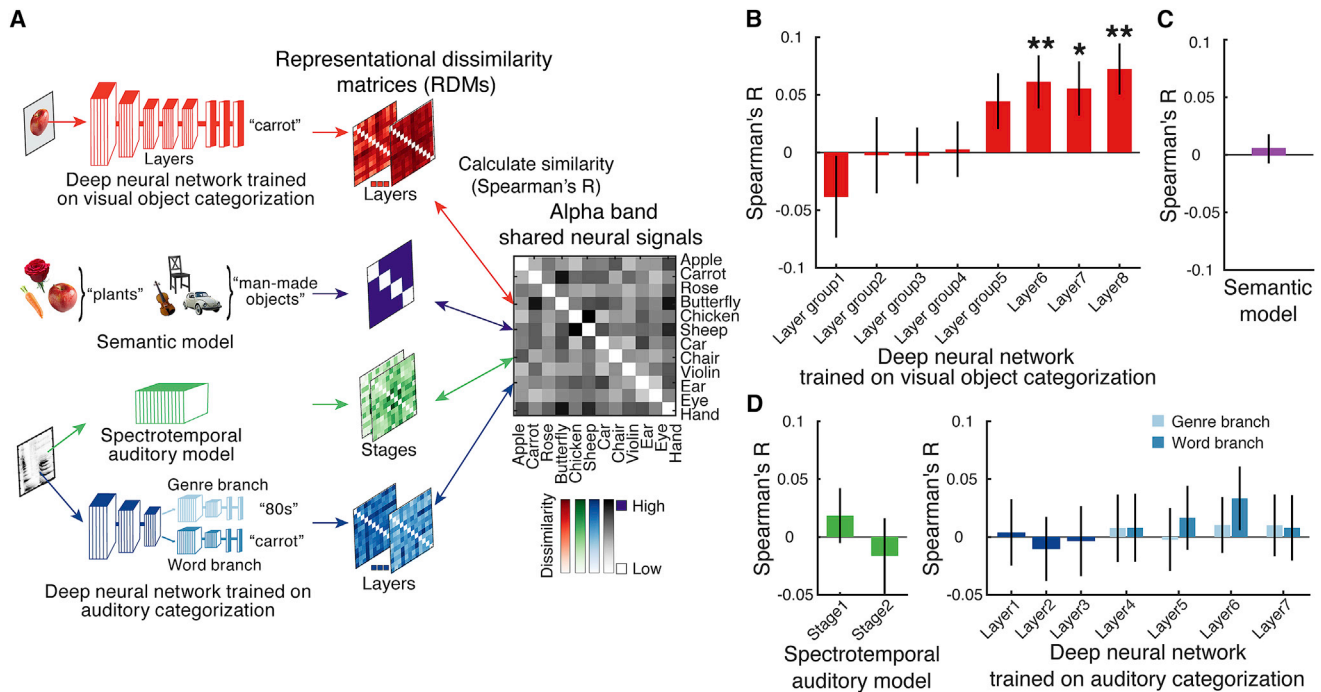 A
Representational dissimilarity
matrices (RDMs)
"carrot"
Layers
Deep neural network trained
on visual object categorization
Layers
Calculate similarity
(Spearman's R)
Alpha band
shared neural signals
"plants"
"man-made
objects"
Semantic model
Apple
Carrot
Rose
Butterfly
Chicken
Sheep
Car
Chair
Violin
Ear
Eye
Hand
Apple
Carrot
Rose
Butterfly
Chicken
Sheep
Car
Chair
Violin
Ear
Eye
Hand
Spectrotemporal
auditory model
Stages
Genre branch
"80s"
"carrot"
Word branch
Deep neural network trained on
auditory categorization
Layers
Dissimilarity
High
Low
B
Spearman's R
0.1
0.05
0
-0.05
-0.1
**
*
**
Layer group1
Layer group2
Layer group3
Layer group4
Layer group5
Layer6
Layer7
Layer8
Deep neural network
trained on visual object categorization
C
Spearman's R
0.1
0.05
0
-0.05
-0.1
Semantic
model
D
Spearman's R
0.1
0.05
0
-0.05
Stage1
Stage2
Spectrotemporal
auditory model
Spearman's R
0.1
0.05
0
-0.05
Genre branch
Word branch
Layer1
Layer2
Layer3
Layer4
Layer5
Layer6
Layer7
Deep neural network
trained on auditory categorization